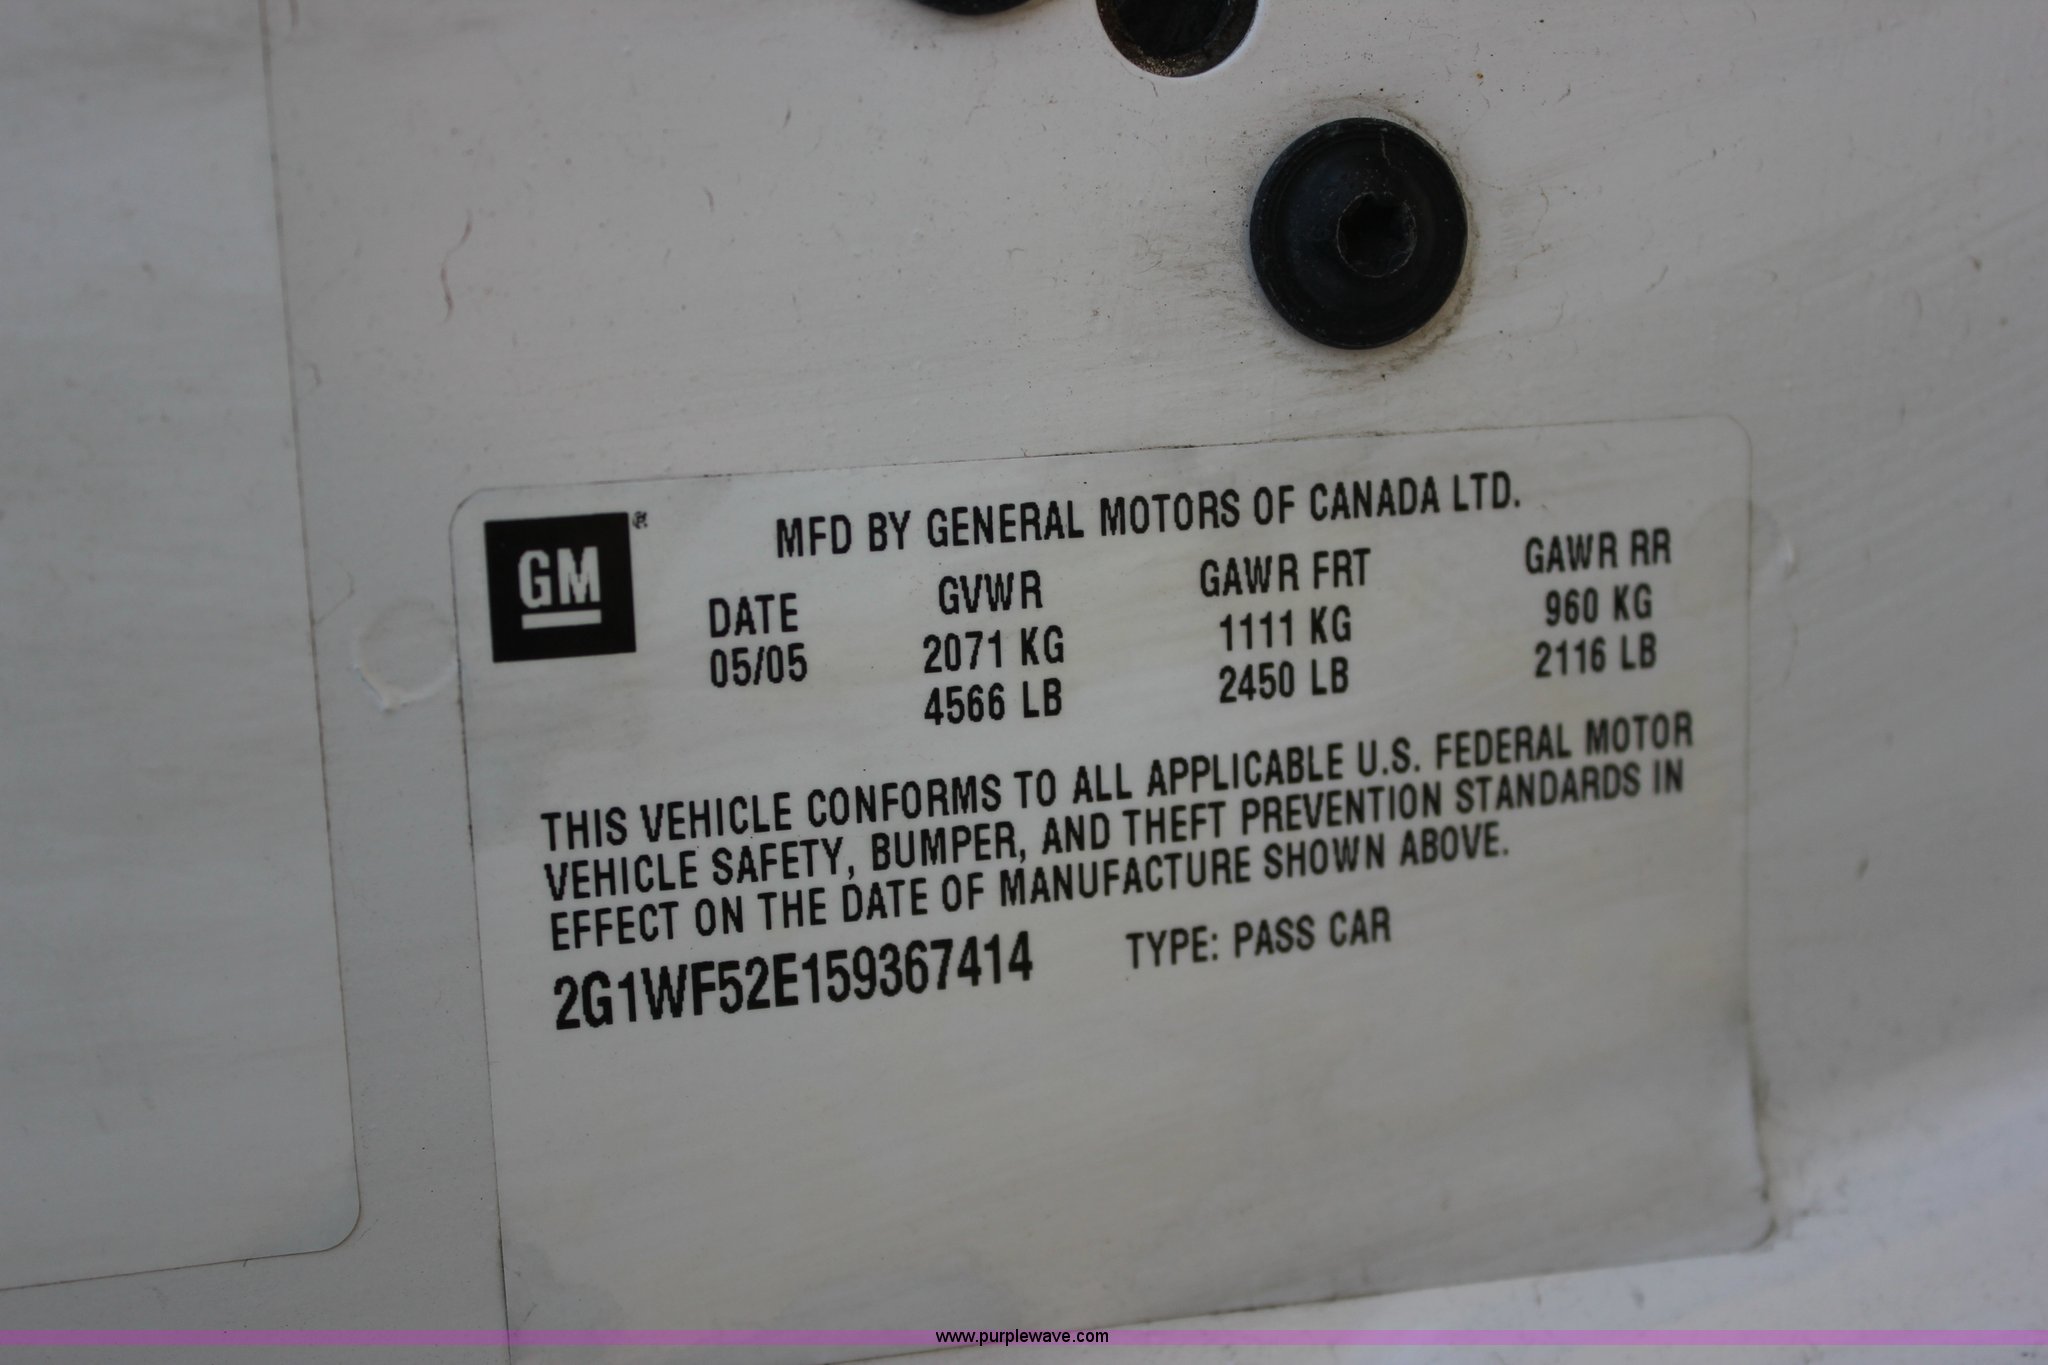 GM®
MFD BY GENERAL MOTORS OF CANADA LTD.
DATE GVWR GAWR FRT GAWR RR
05/05 2071 KG 1111 KG 960 KG
4566 LB 2450 LB 2116 LB
THIS VEHICLE CONFORMS TO ALL APPLICABLE U.S. FEDERAL MOTOR
VEHICLE SAFETY, BUMPER, AND THEFT PREVENTION STANDARDS IN
EFFECT ON THE DATE OF MANUFACTURE SHOWN ABOVE.
2G1WF52E159367414 TYPE: PASS CAR
www.purplewave.com